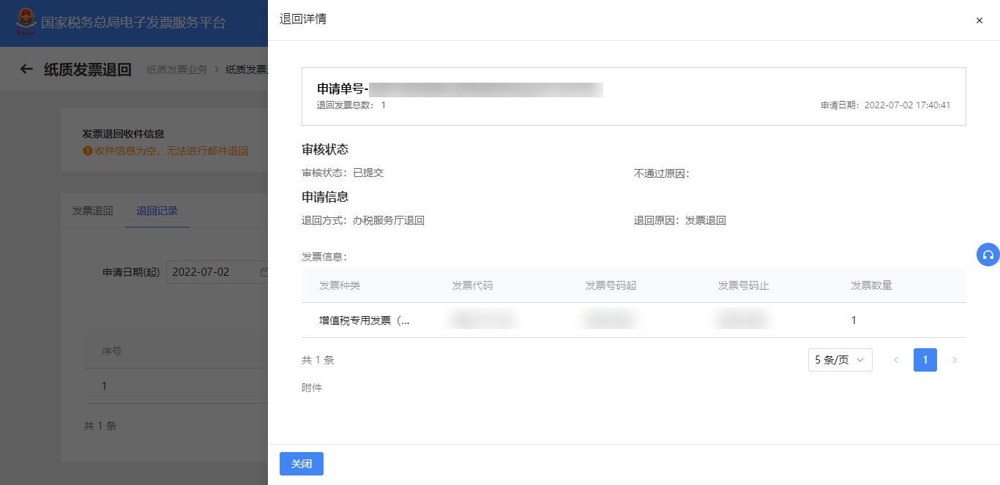 国家税务总局电子发票服务平台
纸质发票退回 纸质发票业务 > 纸质发票
发票退回收件信息
收件信息为空，无法进行邮件退回
发票退回 退回记录
申请日期(起) 2022-07-02
序号
1
共 1 条
退回详情
申请单号-
退回发票总数： 1
申请日期：2022-07-02 17:40:41
审核状态
审核状态：已提交 不通过原因：
申请信息
退回方式：办税服务厅退回 退回原因：发票退回
发票信息：
发票种类 发票代码 发票号码起 发票号码止 发票数量
增值税专用发票（... 1
共 1 条 5 条/页 < 1 >
附件
关闭